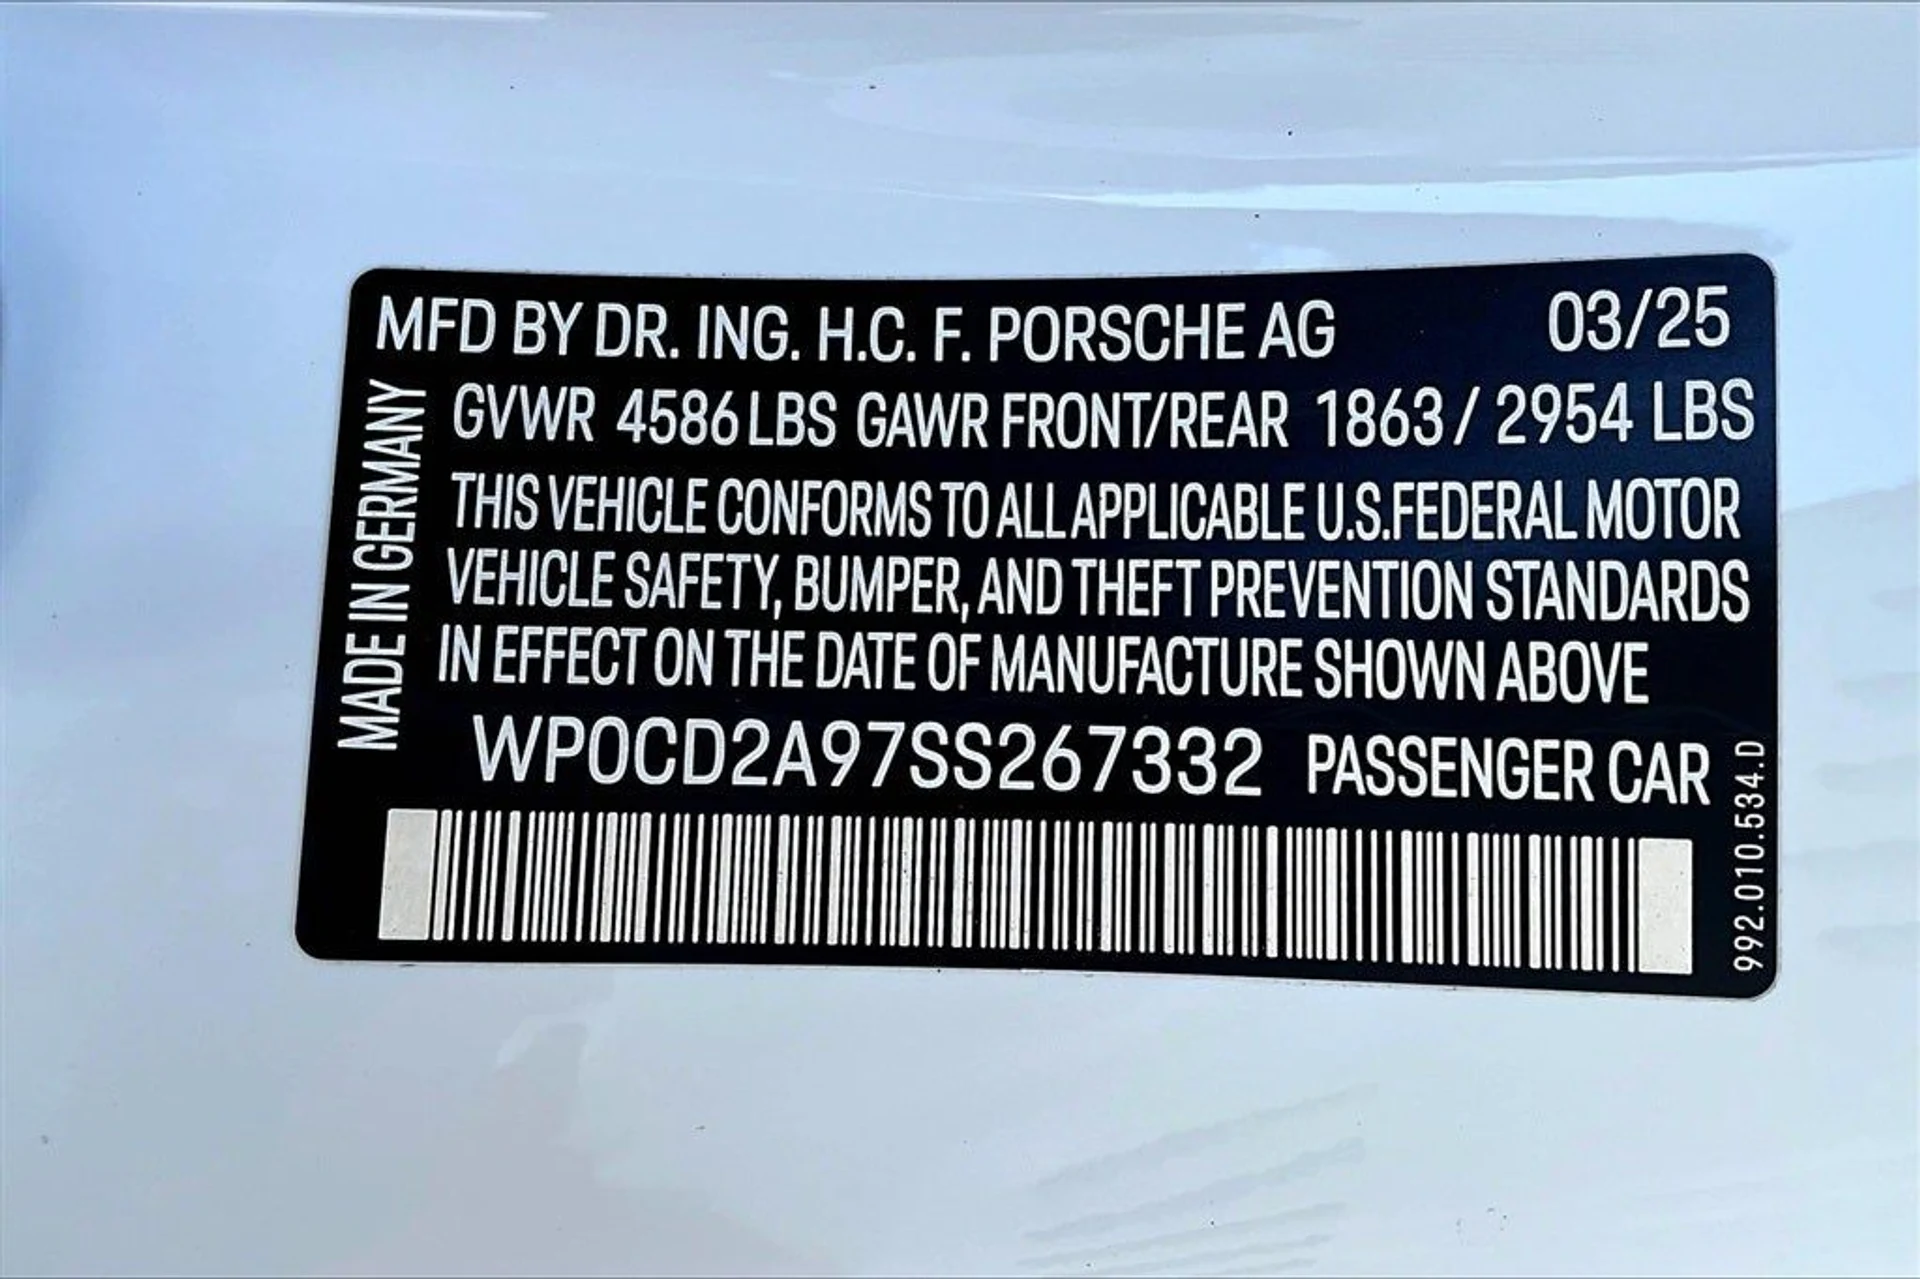 MFD BY DR. ING. H.C. F. PORSCHE AG 03/25
MADE IN GERMANY
GVWR 4586 LBS GAWR FRONT/REAR 1863 / 2954 LBS
THIS VEHICLE CONFORMS TO ALL APPLICABLE U.S.FEDERAL MOTOR
VEHICLE SAFETY, BUMPER, AND THEFT PREVENTION STANDARDS
IN EFFECT ON THE DATE OF MANUFACTURE SHOWN ABOVE
WP0CD2A97SS267332 PASSENGER CAR
992.010.534.D